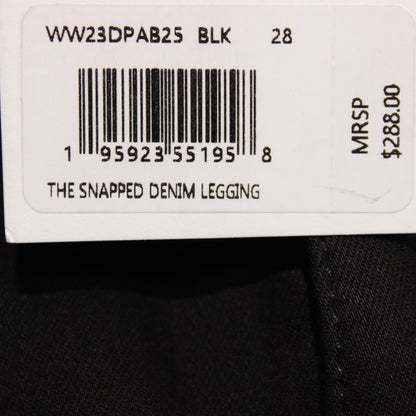 WW23DPAB25 BLK 28
1 95923 55195 8
THE SNAPPED DENIM LEGGING
MRSP
$288.00